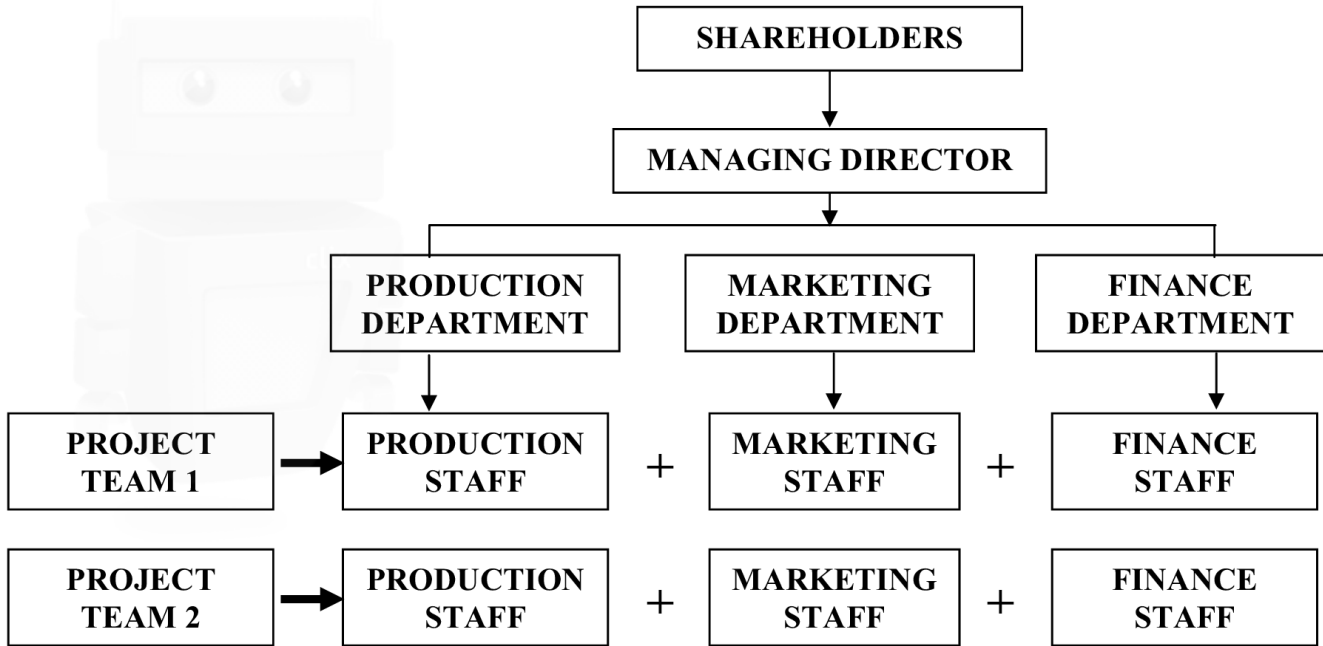 SHAREHOLDERS
MANAGING DIRECTOR
PRODUCTION
DEPARTMENT
MARKETING
DEPARTMENT
FINANCE
DEPARTMENT
PROJECT
TEAM 1
PRODUCTION
STAFF
+
MARKETING
STAFF
+
FINANCE
STAFF
PROJECT
TEAM 2
PRODUCTION
STAFF
+
MARKETING
STAFF
+
FINANCE
STAFF